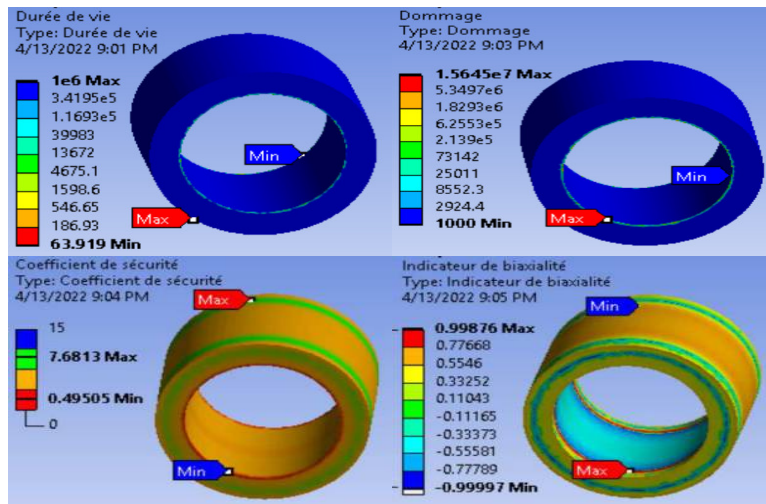 Durée de vie
Type: Durée de vie
4/13/2022 9:01 PM
1e6 Max
3.4195e5
1.1693e5
39983
13672
4675.1
1598.6
546.65
186.93
63.919 Min
Min
Max
Dommage
Type: Dommage
4/13/2022 9:03 PM
1.5645e7 Max
5.3497e6
1.8293e6
6.2553e5
2.139e5
73142
25011
8552.3
2924.4
1000 Min
Min
Max
Coefficient de sécurité
Type: Coefficient de sécurité
4/13/2022 9:04 PM
15
7.6813 Max
0.49505 Min
0
Max
Min
Indicateur de biaxialité
Type: Indicateur de biaxialité
4/13/2022 9:05 PM
0.99876 Max
0.77668
0.5546
0.33252
0.11043
-0.11165
-0.33373
-0.55581
-0.77789
-0.99997 Min
Min
Max